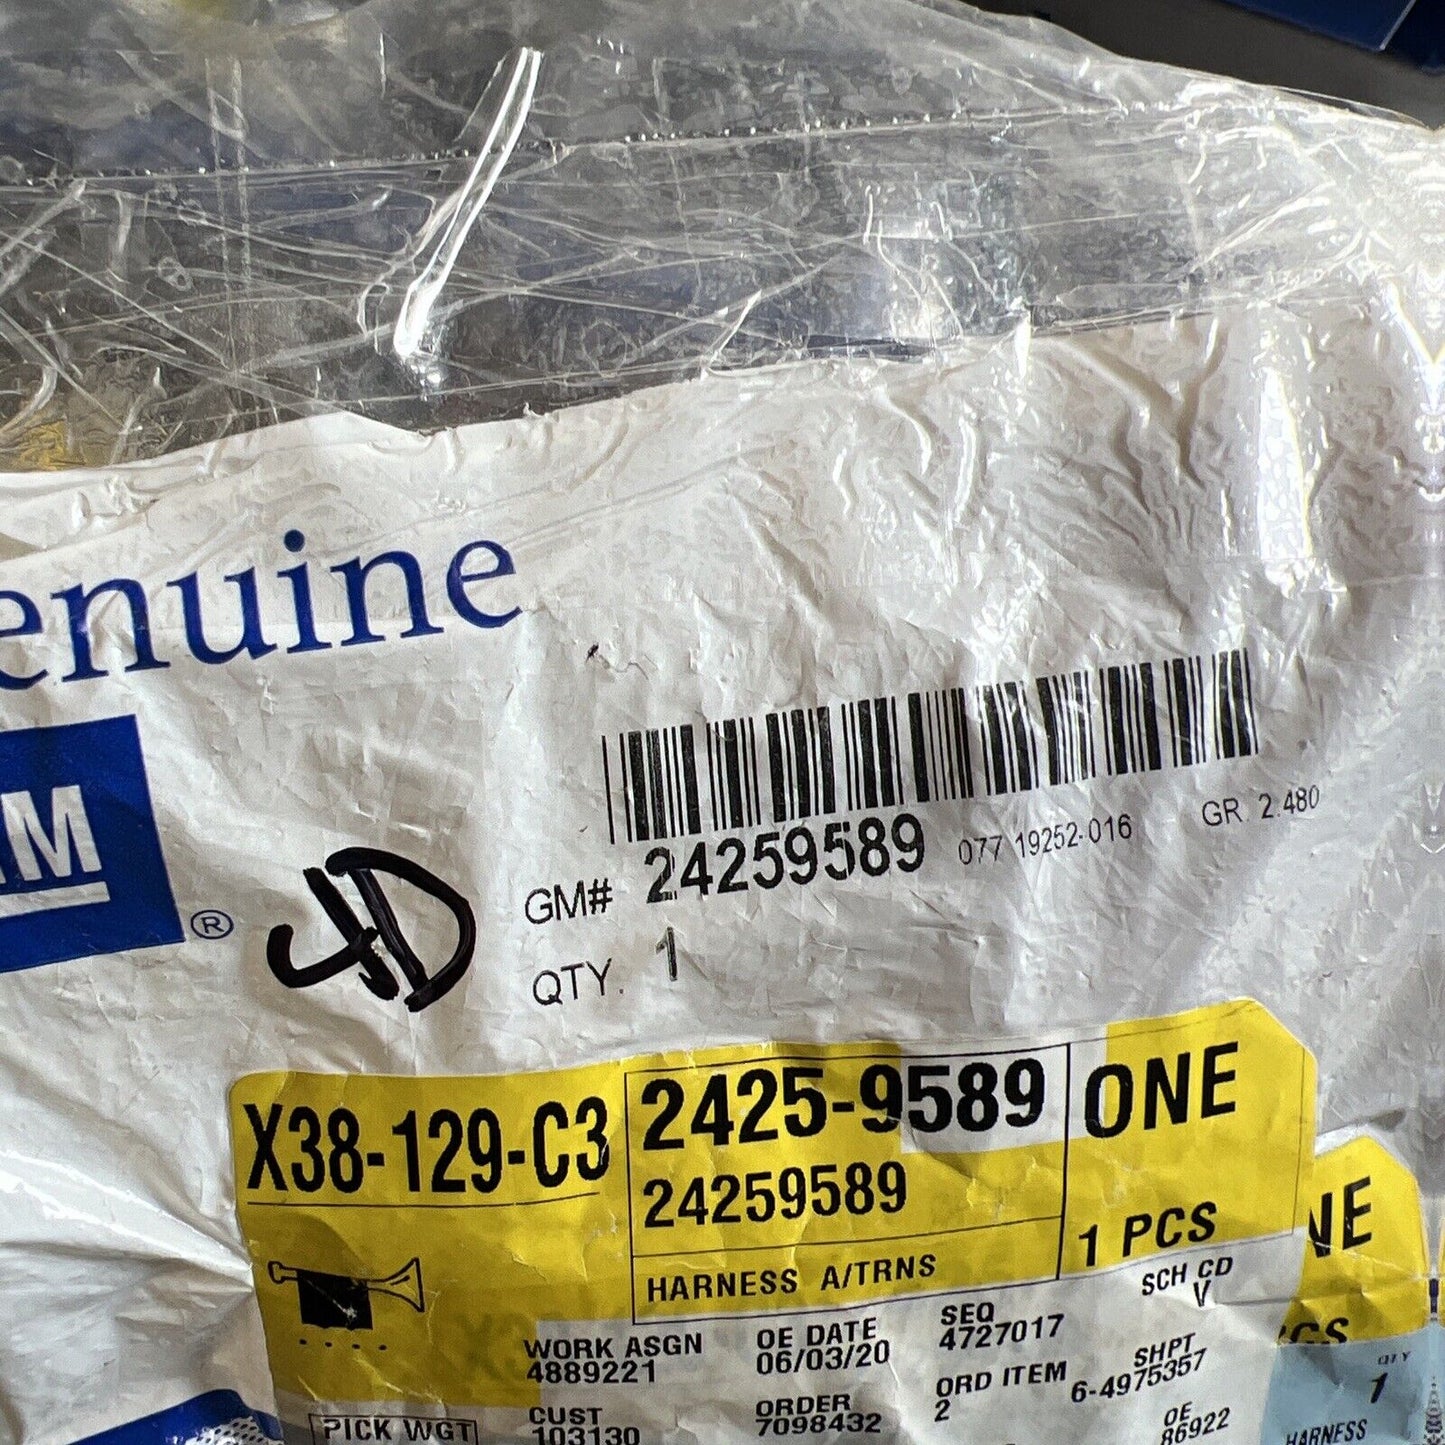 enuine
M
®
4D
GM# 24259589 077 19252-016 GR. 2.480
QTY. 1
X38-129-C3
2425-9589
24259589
HARNESS A/TRNS
ONE
1 PCS
SCH CD
V
WORK ASGN
4889221
OE DATE
06/03/20
SEQ
4727017
ORD ITEM
2
SHPT
6-4975357
CUST
103130
ORDER
7098432
OE
86922
PICK WGT
NE
CS
QTY
1
HARNESS